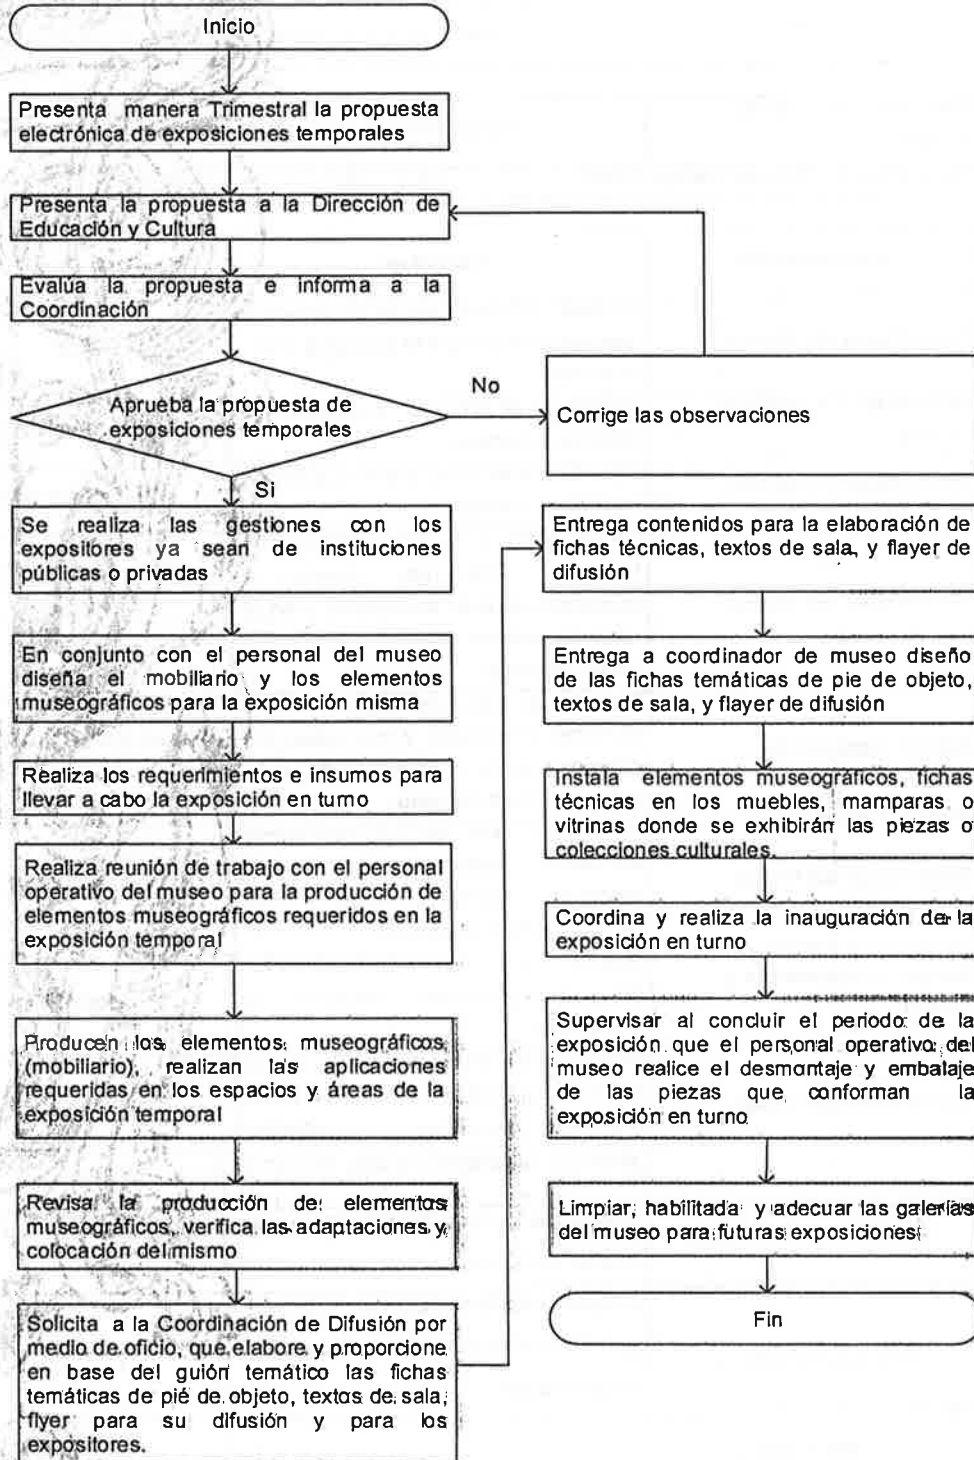 Inicio
Presenta manera Trimestral la propuesta
electrónica de exposiciones temporales
Presenta la propuesta a la Dirección de
Educación y Cultura
Evalúa la propuesta e informa a la
Coordinación
Aprueba la propuesta de
exposiciones temporales
No
Corrige las observaciones
Si
Se realiza las gestiones con los
expositores ya sean de instituciones
públicas o privadas
En conjunto con el personal del museo
diseña el mobiliario y los elementos
museográficos para la exposición misma
Realiza los requerimientos e insumos para
llevar a cabo la exposición en turno
Realiza reunión de trabajo con el personal
operativo del museo para la producción de
elementos museográficos requeridos en la
exposición temporal
Producen los elementos museográficos,
(mobiliario), realizan las aplicaciones
requeridas en los espacios y áreas de la
exposición temporal
Revisa la producción de elementos
museográficos, verifica las adaptaciones y
colocación del mismo
Solicita a la Coordinación de Difusión por
medio de oficio, que elabore y proporcione
en base del guión temático las fichas
temáticas de pié de objeto, textos de sala,
flyer para su difusión y para los
expositores.
Entrega contenidos para la elaboración de
fichas técnicas, textos de sala, y flayer de
difusión
Entrega a coordinador de museo diseño
de las fichas temáticas de pie de objeto,
textos de sala, y flayer de difusión
Instala elementos museográficos, fichas
técnicas en los muebles, mamparas o
vitrinas donde se exhibirán las piezas o
colecciones culturales.
Coordina y realiza la inauguración de la
exposición en turno
Supervisar al concluir el periodo de la
exposición que el personal operativo del
museo realice el desmontaje y embalaje
de las piezas que conforman la
exposición en turno
Limpiar, habilitada y adecuar las galerías
del museo para futuras exposiciones
Fin